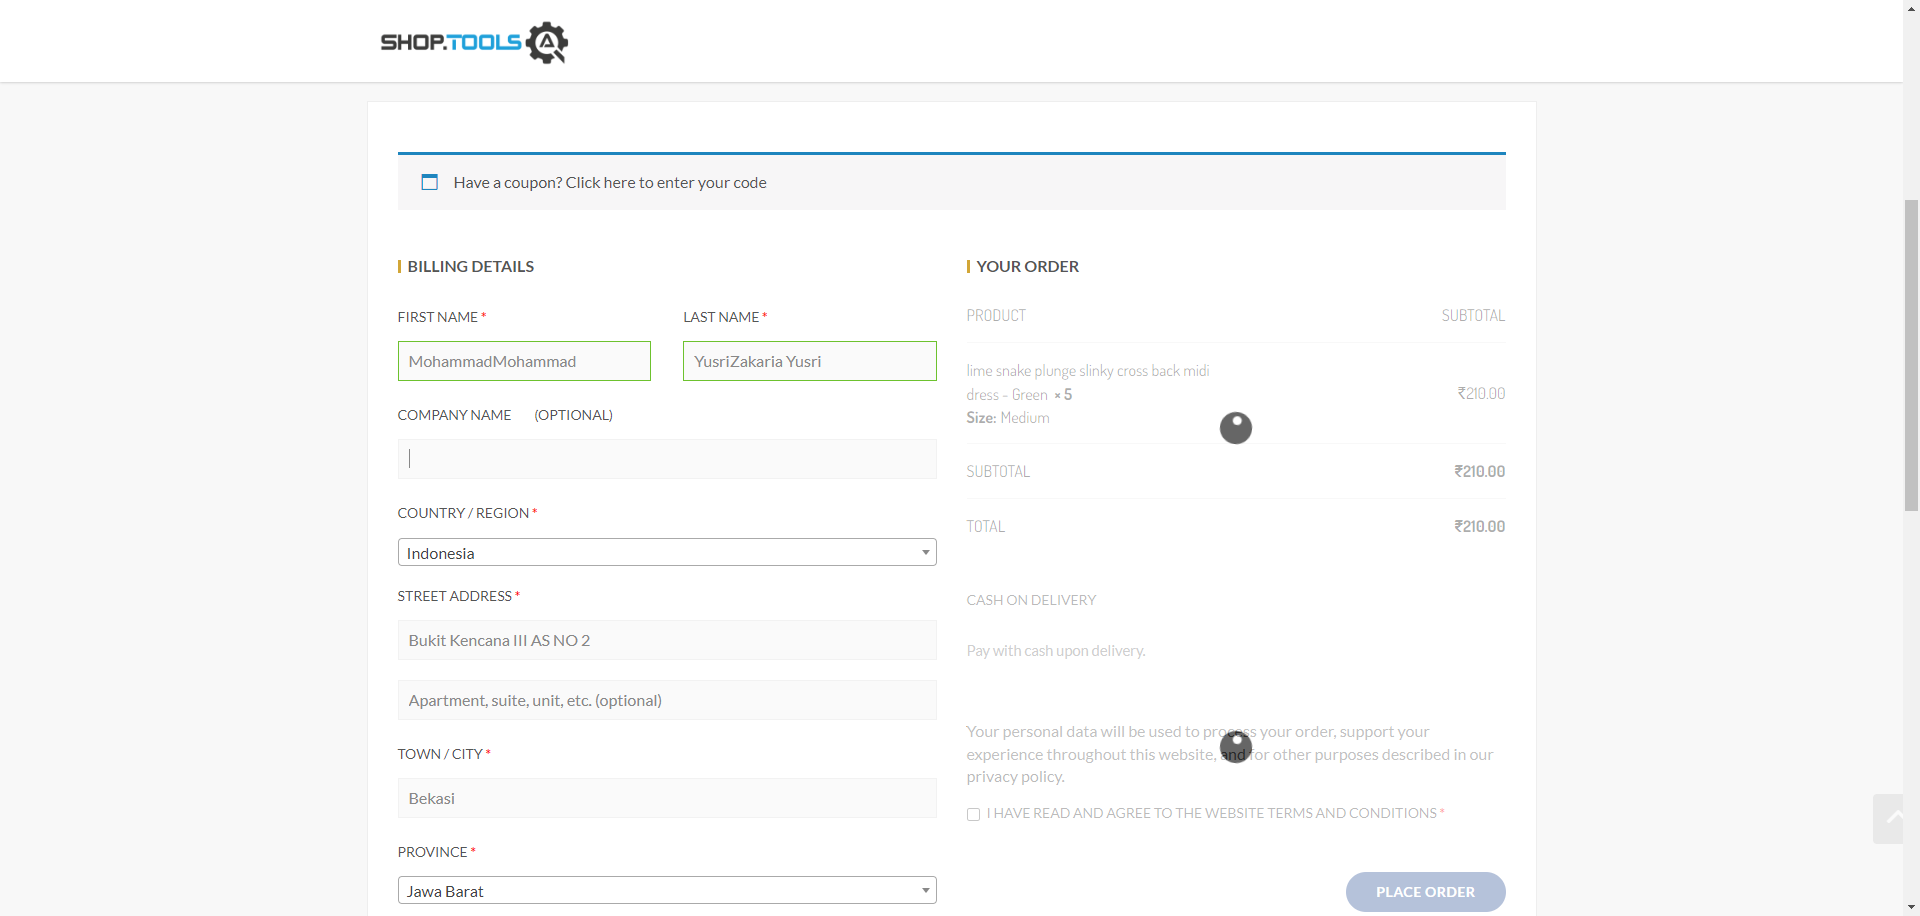 SHOP.TOOLS
Have a coupon? Click here to enter your code
BILLING DETAILS
FIRST NAME *
LAST NAME *
MohammadMohammad
YusriZakaria Yusri
COMPANY NAME (OPTIONAL)
COUNTRY / REGION *
Indonesia
STREET ADDRESS *
Bukit Kencana III AS NO 2
Apartment, suite, unit, etc. (optional)
TOWN / CITY *
Bekasi
PROVINCE *
Jawa Barat
YOUR ORDER
PRODUCT SUBTOTAL
lime snake plunge slinky cross back midi
dress - Green × 5 ₹210.00
Size: Medium
SUBTOTAL ₹210.00
TOTAL ₹210.00
CASH ON DELIVERY
Pay with cash upon delivery.
Your personal data will be used to process your order, support your
experience throughout this website, and for other purposes described in our
privacy policy.
I HAVE READ AND AGREE TO THE WEBSITE TERMS AND CONDITIONS *
PLACE ORDER